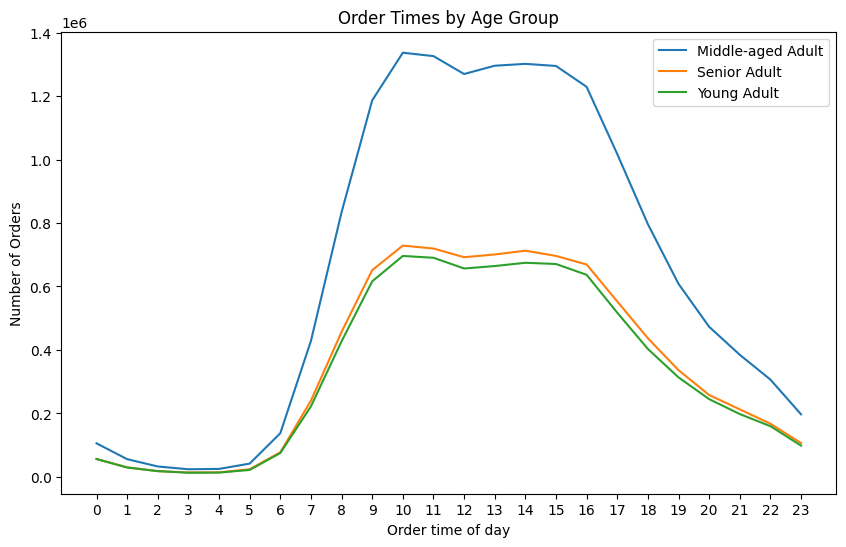 Order Times by Age Group
1e6
1.4
1.2
1.0
0.8
0.6
0.4
0.2
0.0
Number of Orders
Middle-aged Adult
Senior Adult
Young Adult
0 1 2 3 4 5 6 7 8 9 10 11 12 13 14 15 16 17 18 19 20 21 22 23
Order time of day